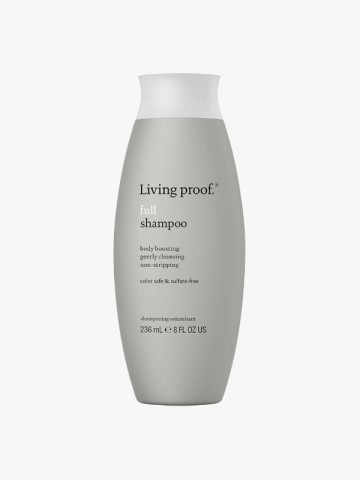 Living proof.®
full
shampoo
body boosting
gently cleansing
non-stripping
color safe & sulfate-free
shampooing volumisant
236 mL ℮ 8 FL OZ US